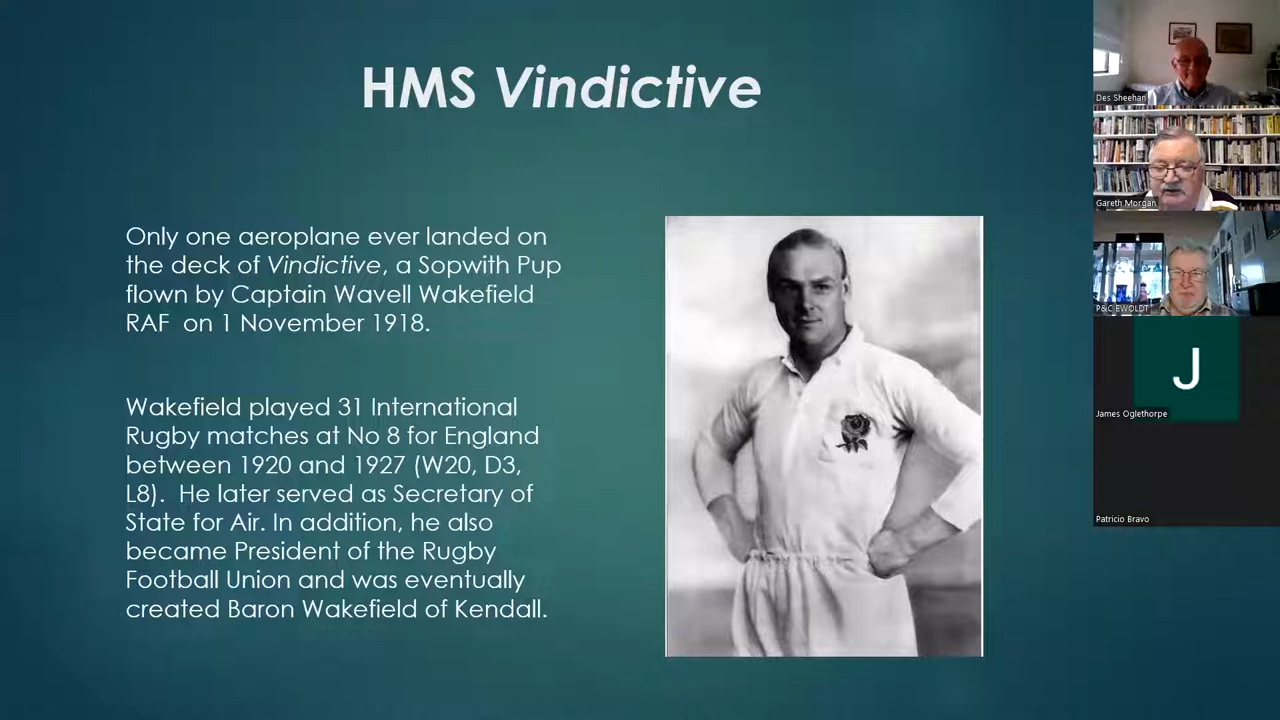 HMS Vindictive
Only one aeroplane ever landed on
the deck of Vindictive, a Sopwith Pup
flown by Captain Wavell Wakefield
RAF  on 1 November 1918.
Wakefield played 31 International
Rugby matches at No 8 for England
between 1920 and 1927 (W20, D3,
L8).  He later served as Secretary of
State for Air. In addition, he also
became President of the Rugby
Football Union and was eventually
created Baron Wakefield of Kendall.
Des Sheehan
Gareth Morgan
P&C EWOLDT
J
James Oglethorpe
Patricio Bravo